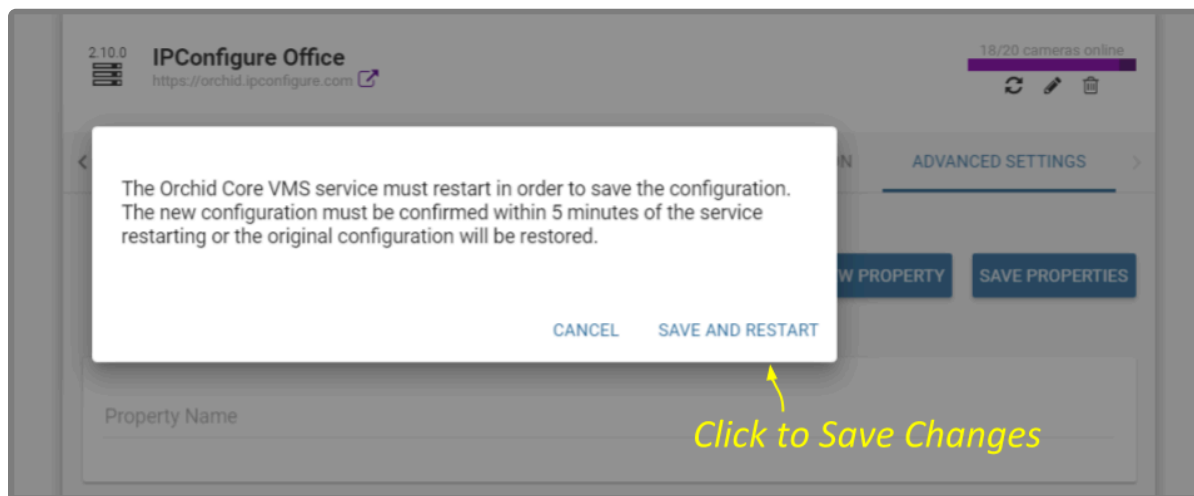 2.10.0
IPConfigure Office
https://orchid.ipconfigure.com
18/20 cameras online
ADVANCED SETTINGS
The Orchid Core VMS service must restart in order to save the configuration.
The new configuration must be confirmed within 5 minutes of the service
restarting or the original configuration will be restored.
PROPERTY
SAVE PROPERTIES
CANCEL
SAVE AND RESTART
Property Name
Click to Save Changes